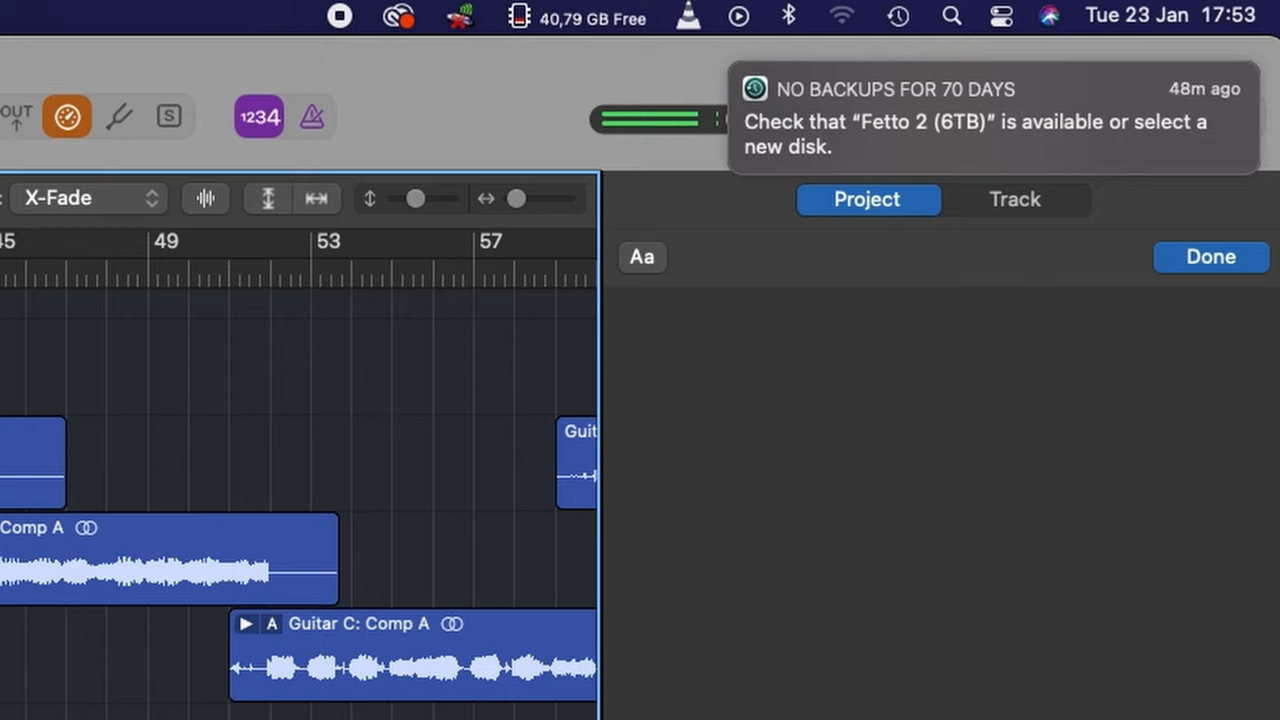 40,79 GB Free
Tue 23 Jan 17:53
NO BACKUPS FOR 70 DAYS
48m ago
Check that “Fetto 2 (6TB)” is available or select a
new disk.
OUT
S
1234
X-Fade
Project
Track
45
49
53
57
Aa
Done
Guit
Comp A
A Guitar C: Comp A